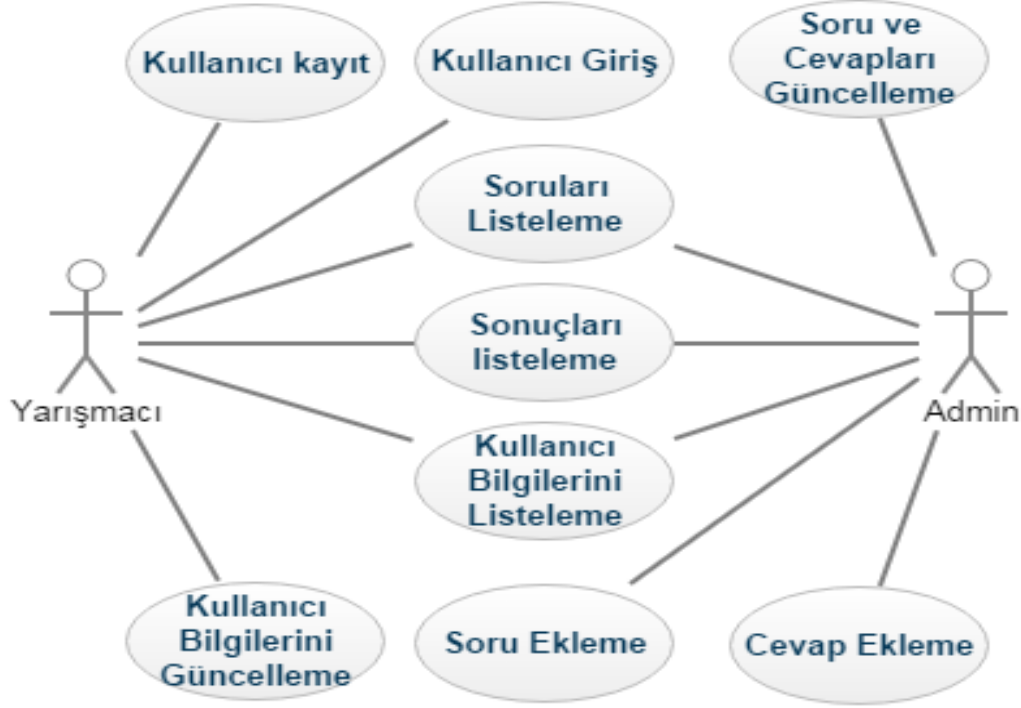 Kullanıcı kayıt
Kullanıcı Giriş
Soru ve
Cevapları
Güncelleme
Soruları
Listeleme
Sonuçları
listeleme
Yarışmacı
Admin
Kullanıcı
Bilgilerini
Listeleme
Kullanıcı
Bilgilerini
Güncelleme
Soru Ekleme
Cevap Ekleme